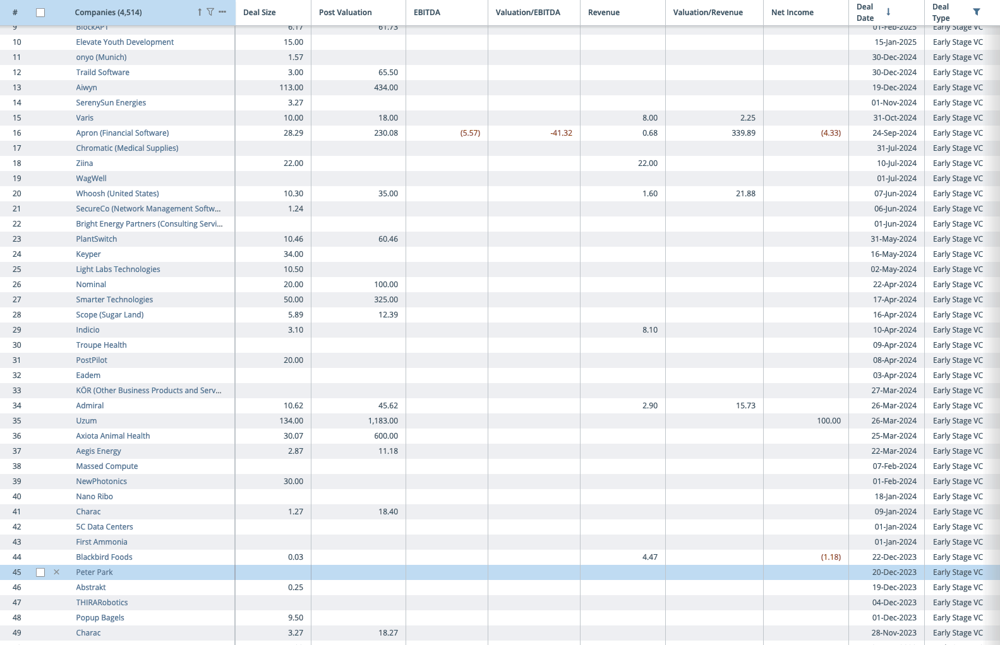 # Companies (4,514) Deal Size Post Valuation EBITDA Valuation/EBITDA Revenue Valuation/Revenue Net Income Deal Date Deal Type
9 BlockAPT 6.17 61.73 01-Feb-2025 Early Stage VC
10 Elevate Youth Development 15.00 15-Jan-2025 Early Stage VC
11 onyo (Munich) 1.57 30-Dec-2024 Early Stage VC
12 Traild Software 3.00 65.50 30-Dec-2024 Early Stage VC
13 Aiwyn 113.00 434.00 19-Dec-2024 Early Stage VC
14 SerenySun Energies 3.27 01-Nov-2024 Early Stage VC
15 Varis 10.00 18.00 8.00 2.25 31-Oct-2024 Early Stage VC
16 Apron (Financial Software) 28.29 230.08 (5.57) -41.32 0.68 339.89 (4.33) 24-Sep-2024 Early Stage VC
17 Chromatic (Medical Supplies) 31-Jul-2024 Early Stage VC
18 Ziina 22.00 22.00 10-Jul-2024 Early Stage VC
19 WagWell 01-Jul-2024 Early Stage VC
20 Whoosh (United States) 10.30 35.00 1.60 21.88 07-Jun-2024 Early Stage VC
21 SecureCo (Network Management Softw... 1.24 06-Jun-2024 Early Stage VC
22 Bright Energy Partners (Consulting Servi... 01-Jun-2024 Early Stage VC
23 PlantSwitch 10.46 60.46 31-May-2024 Early Stage VC
24 Keyper 34.00 16-May-2024 Early Stage VC
25 Light Labs Technologies 10.50 02-May-2024 Early Stage VC
26 Nominal 20.00 100.00 22-Apr-2024 Early Stage VC
27 Smarter Technologies 50.00 325.00 17-Apr-2024 Early Stage VC
28 Scope (Sugar Land) 5.89 12.39 16-Apr-2024 Early Stage VC
29 Indicio 3.10 8.10 10-Apr-2024 Early Stage VC
30 Troupe Health 09-Apr-2024 Early Stage VC
31 PostPilot 20.00 08-Apr-2024 Early Stage VC
32 Eadem 03-Apr-2024 Early Stage VC
33 KÖR (Other Business Products and Serv... 27-Mar-2024 Early Stage VC
34 Admiral 10.62 45.62 2.90 15.73 26-Mar-2024 Early Stage VC
35 Uzum 134.00 1,183.00 100.00 26-Mar-2024 Early Stage VC
36 Axiota Animal Health 30.07 600.00 25-Mar-2024 Early Stage VC
37 Aegis Energy 2.87 11.18 22-Mar-2024 Early Stage VC
38 Massed Compute 07-Feb-2024 Early Stage VC
39 NewPhotonics 30.00 01-Feb-2024 Early Stage VC
40 Nano Ribo 18-Jan-2024 Early Stage VC
41 Charac 1.27 18.40 09-Jan-2024 Early Stage VC
42 5C Data Centers 01-Jan-2024 Early Stage VC
43 First Ammonia 01-Jan-2024 Early Stage VC
44 Blackbird Foods 0.03 4.47 (1.18) 22-Dec-2023 Early Stage VC
45 Peter Park 20-Dec-2023 Early Stage VC
46 Abstrakt 0.25 19-Dec-2023 Early Stage VC
47 THIRARobotics 04-Dec-2023 Early Stage VC
48 Popup Bagels 9.50 01-Dec-2023 Early Stage VC
49 Charac 3.27 18.27 28-Nov-2023 Early Stage VC